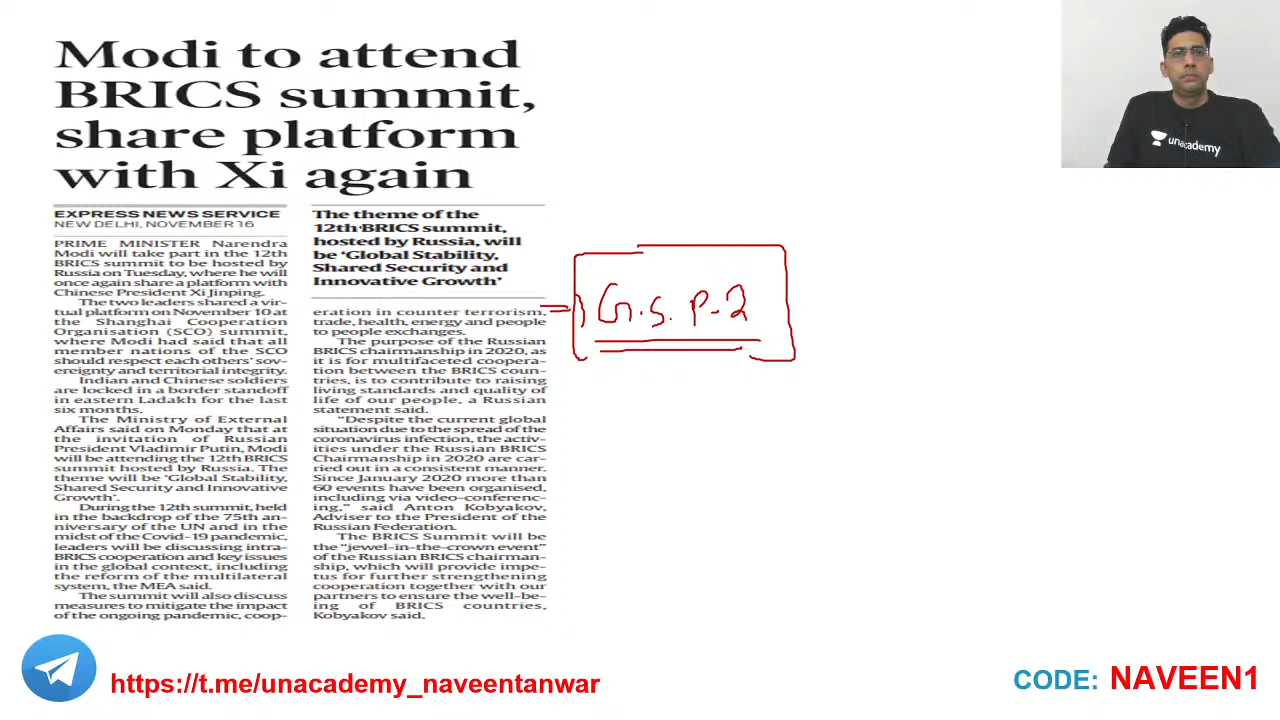 Modi to attend
BRICS summit,
share platform
with Xi again
EXPRESS NEWS SERVICE
NEW DELHI, NOVEMBER 16
PRIME MINISTER Narendra
Modi will take part in the 12th
BRICS summit to be hosted by
Russia on Tuesday, where he will
once again share a platform with
Chinese President Xi Jinping.
The two leaders shared a vir-
tual platform on November 10 at
the Shanghai Cooperation
Organisation (SCO) summit,
where Modi had said that all
member nations of the SCO
should respect each others' sov-
ereignty and territorial integrity.
Indian and Chinese soldiers
are locked in a border standoff
in eastern Ladakh for the last
six months.
The Ministry of External
Affairs said on Monday that at
the invitation of Russian
President Vladimir Putin, Modi
will be attending the 12th BRICS
summit hosted by Russia. The
theme will be 'Global Stability,
Shared Security and Innovative
Growth'.
During the 12th summit, held
in the backdrop of the 75th an-
niversary of the UN and in the
midst of the Covid-19 pandemic,
leaders will be discussing intra-
BRICS cooperation and key issues
in the global context, including
the reform of the multilateral
system, the MEA said.
The summit will also discuss
measures to mitigate the impact
of the ongoing pandemic, coop-
The theme of the
12th BRICS summit,
hosted by Russia, will
be 'Global Stability,
Shared Security and
Innovative Growth'
eration in counter terrorism,
trade, health, energy and people
to people exchanges.
The purpose of the Russian
BRICS chairmanship in 2020, as
it is for multifaceted coopera-
tion between the BRICS coun-
tries, is to contribute to raising
living standards and quality of
life of our people, a Russian
statement said.
"Despite the current global
situation due to the spread of the
coronavirus infection, the activ-
ities under the Russian BRICS
Chairmanship in 2020 are car-
ried out in a consistent manner.
Since January 2020 more than
60 events have been organised,
including via video-conferenc-
ing," said Anton Kobyakov,
Adviser to the President of the
Russian Federation.
The BRICS Summit will be
the "jewel-in-the-crown event"
of the Russian BRICS chairman-
ship, which will provide impe-
tus for further strengthening
cooperation together with our
partners to ensure the well-be-
ing of BRICS countries,
Kobyakov said.
G.S. P-2
unacademy
https://t.me/unacademy_naveentanwar
CODE: NAVEEN1